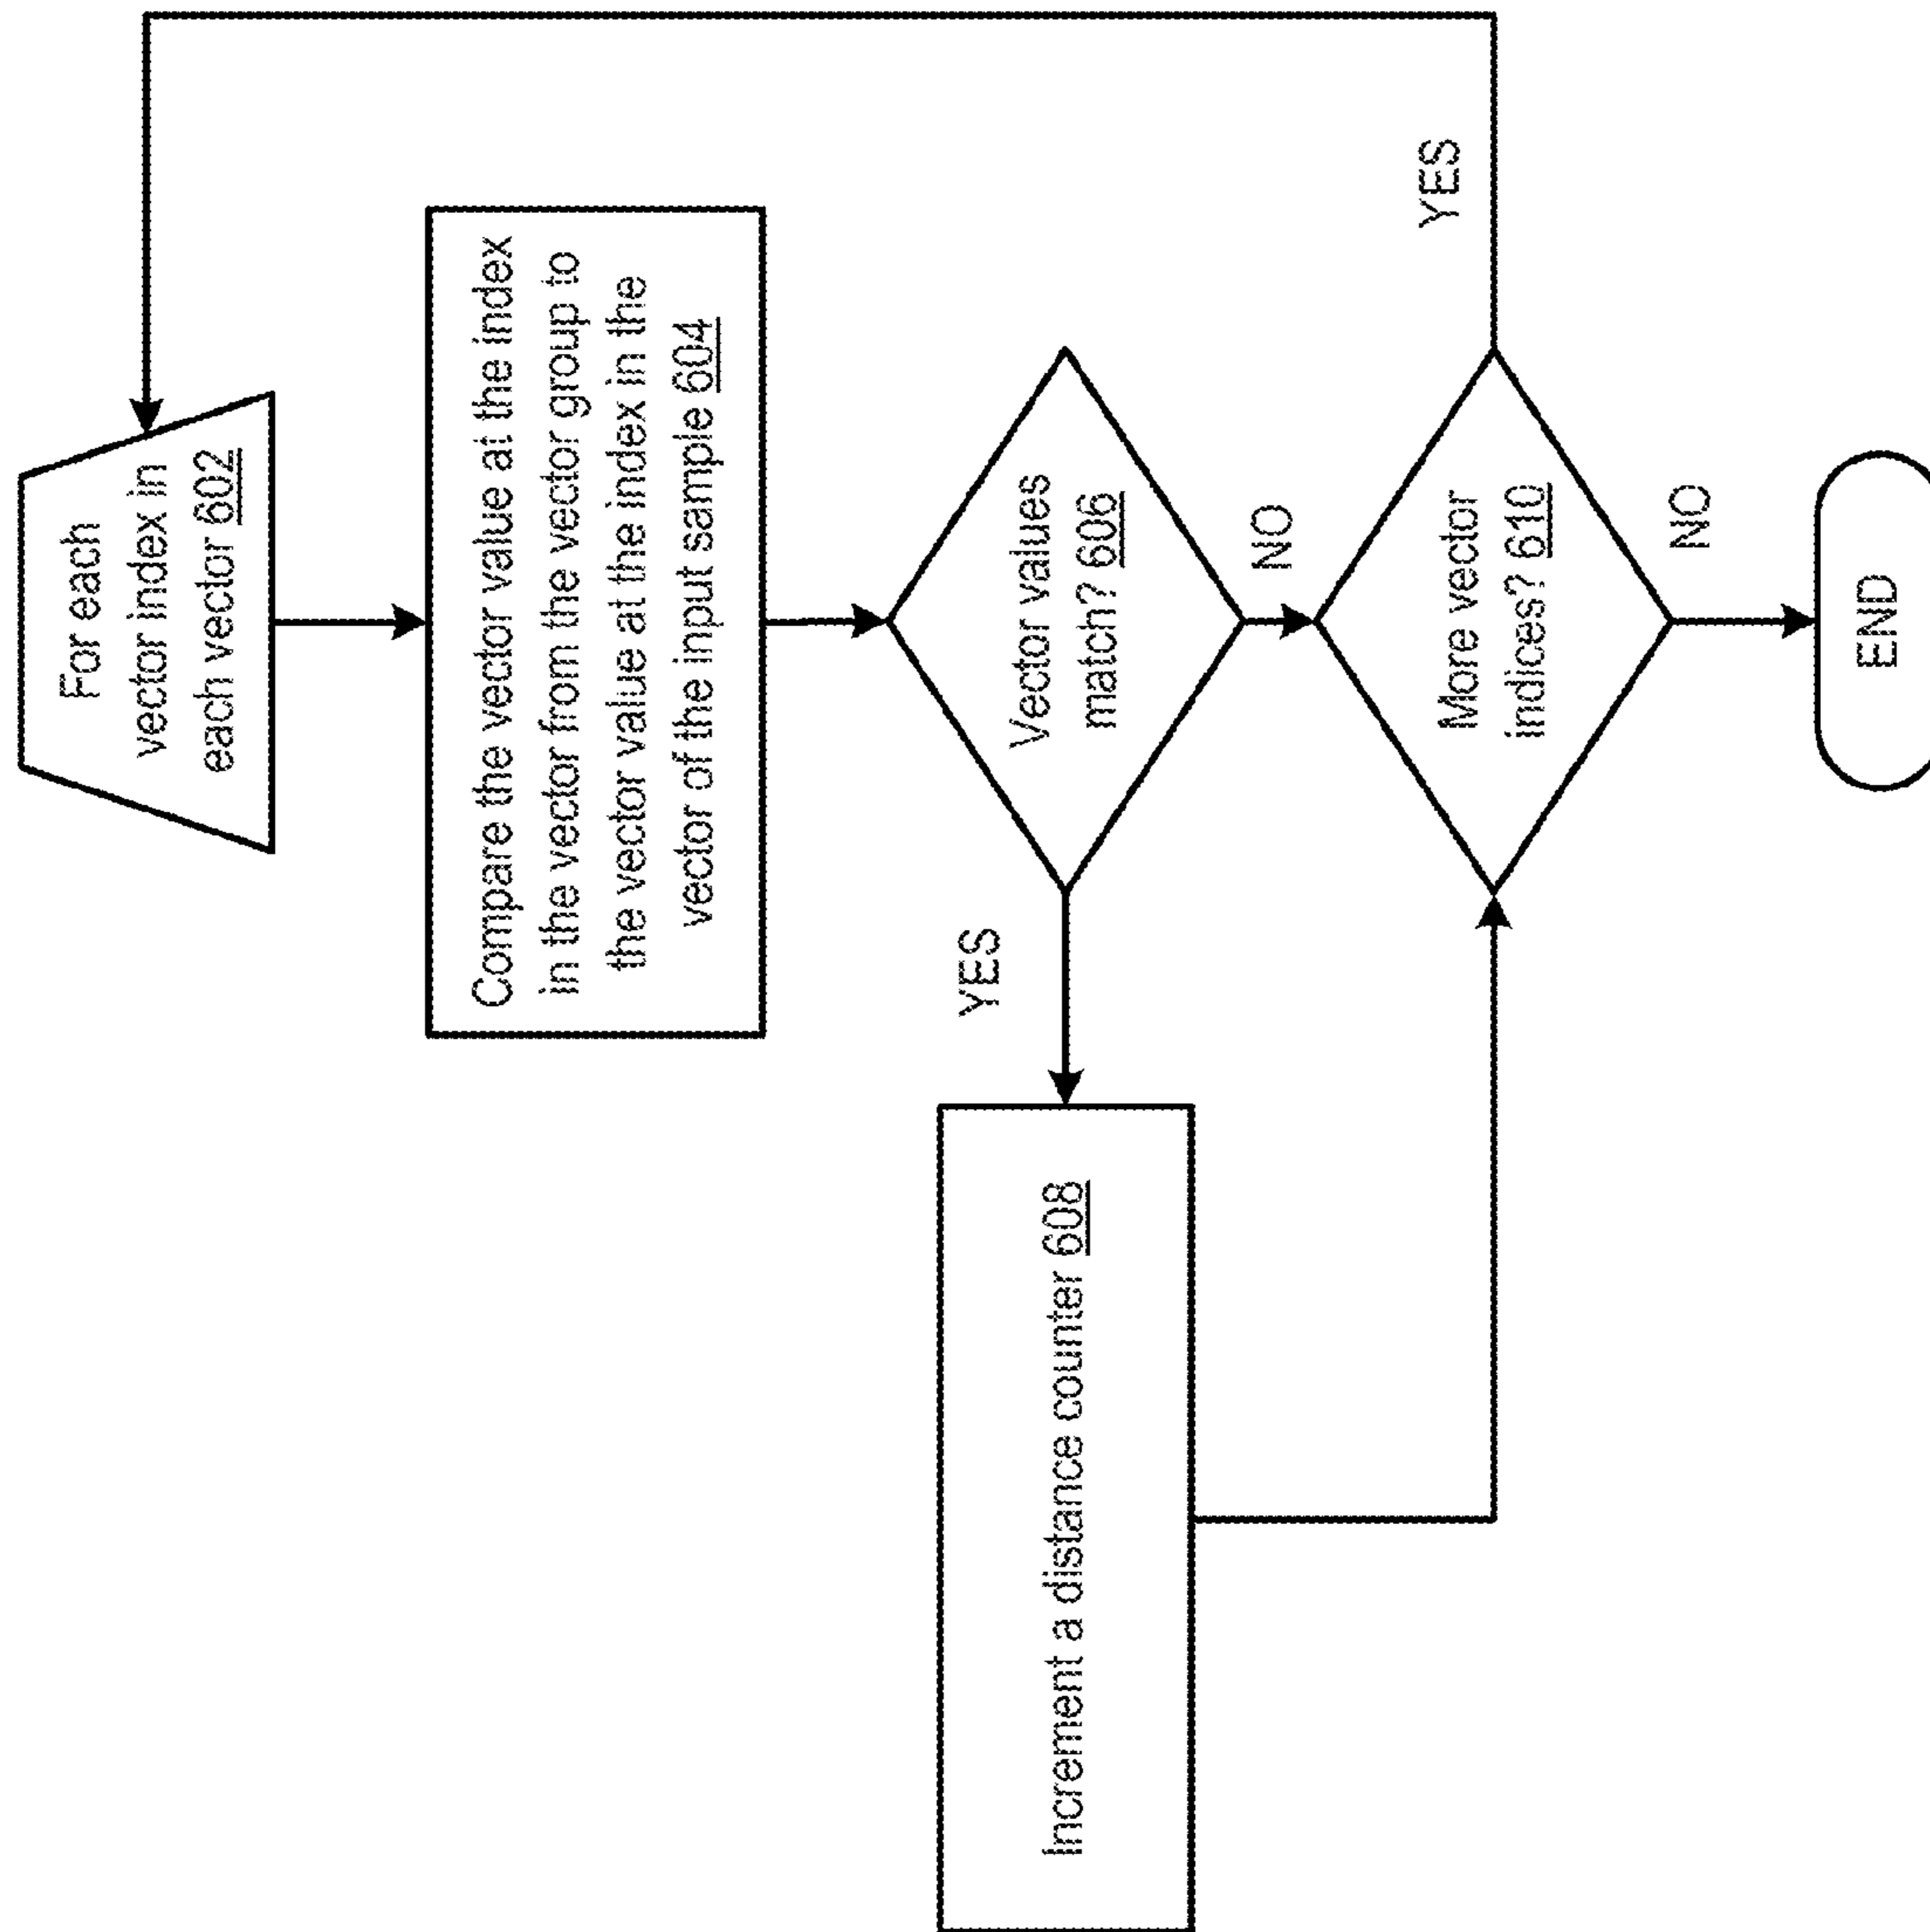 For each
vector index in
each vector 602
Compare the vector value at the index
in the vector from the vector group to
the vector value at the index in the
vector of the input sample 604
Vector values
match? 606
YES
NO
Increment a distance counter 608
More vector
indices? 610
YES
NO
END